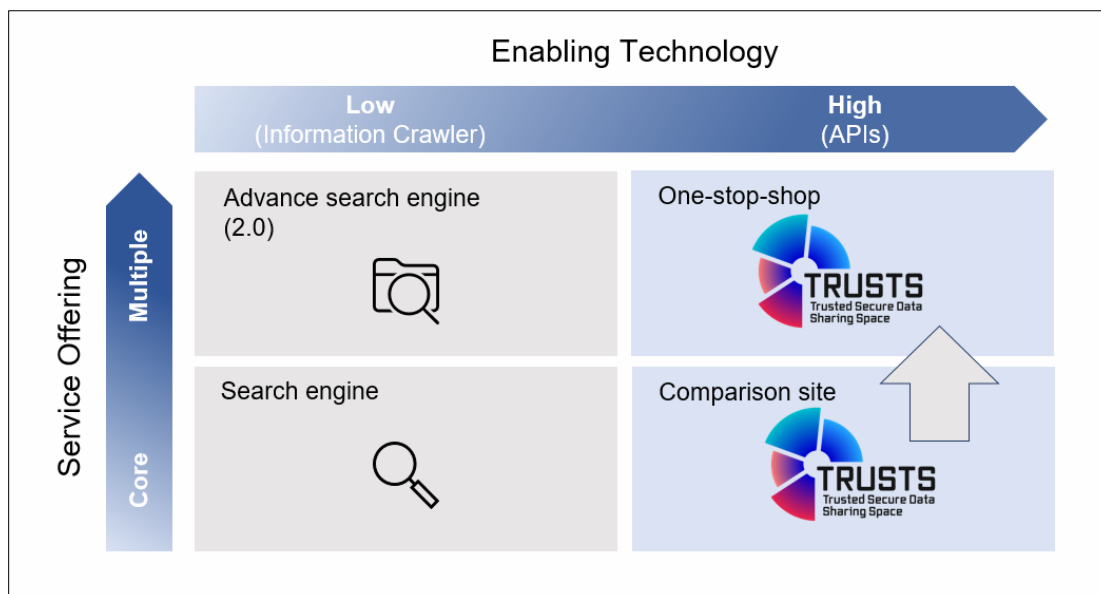 Enabling Technology
Low
(Information Crawler)
High
(APIs)
Service Offering
Multiple
Core
Advance search engine
(2.0)
One-stop-shop
TRUSTS
Trusted Secure Data
Sharing Space
Search engine
Comparison site
TRUSTS
Trusted Secure Data
Sharing Space